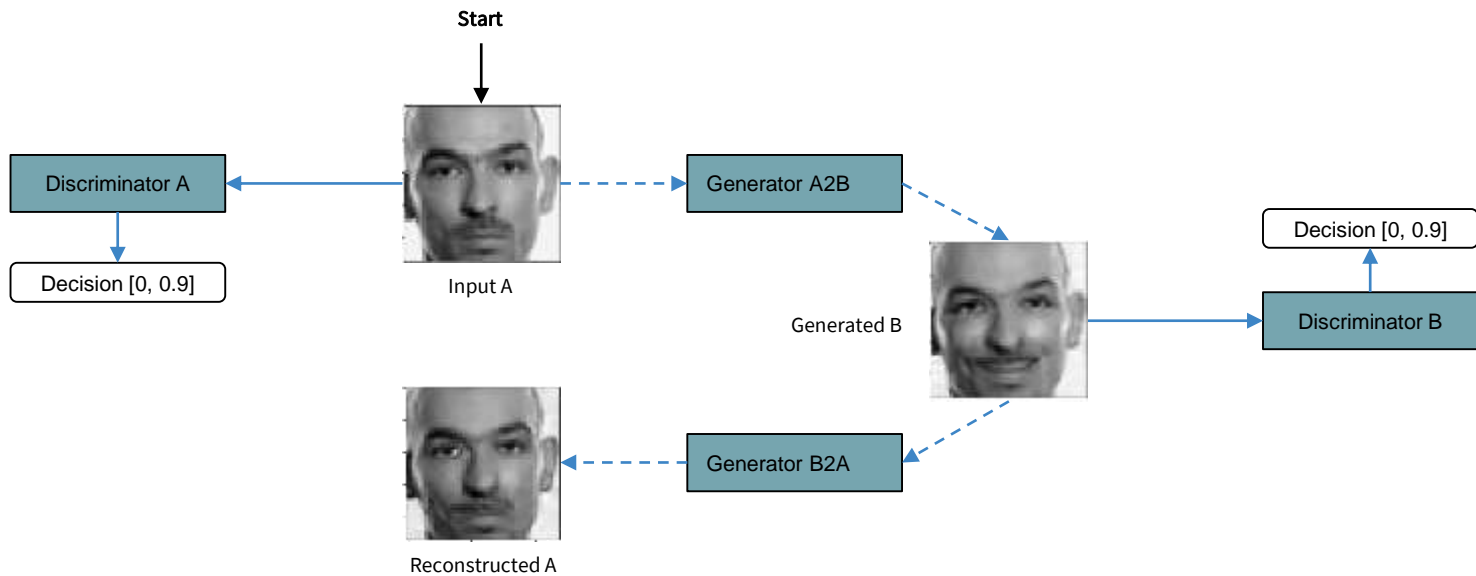 Start
Discriminator A
Generator A2B
Decision [0, 0.9]
Decision [0, 0.9]
Input A
Generated B
Discriminator B
Generator B2A
Reconstructed A